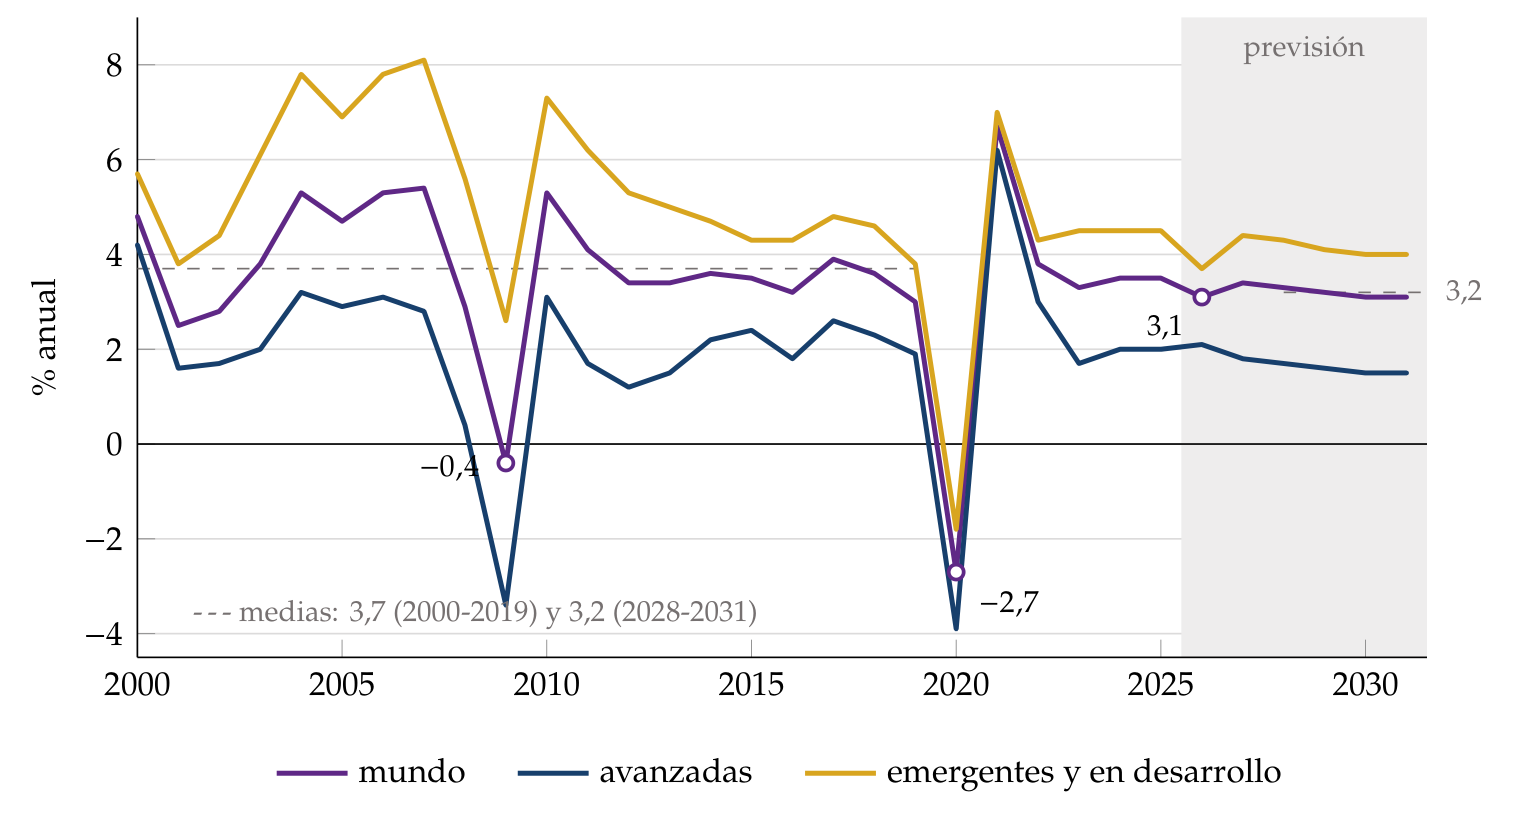 previsión
8
6
4
2
0
−2
−4
% anual
3,2
3,1
−0,4
−2,7
--- medias: 3,7 (2000-2019) y 3,2 (2028-2031)
2000 2005 2010 2015 2020 2025 2030
mundo avanzadas emergentes y en desarrollo